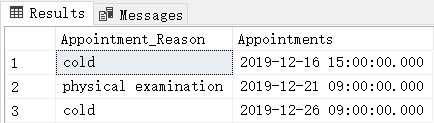 Results Messages
Appointment_Reason Appointments
1 cold 2019-12-16 15:00:00.000
2 physical examination 2019-12-21 09:00:00.000
3 cold 2019-12-26 09:00:00.000